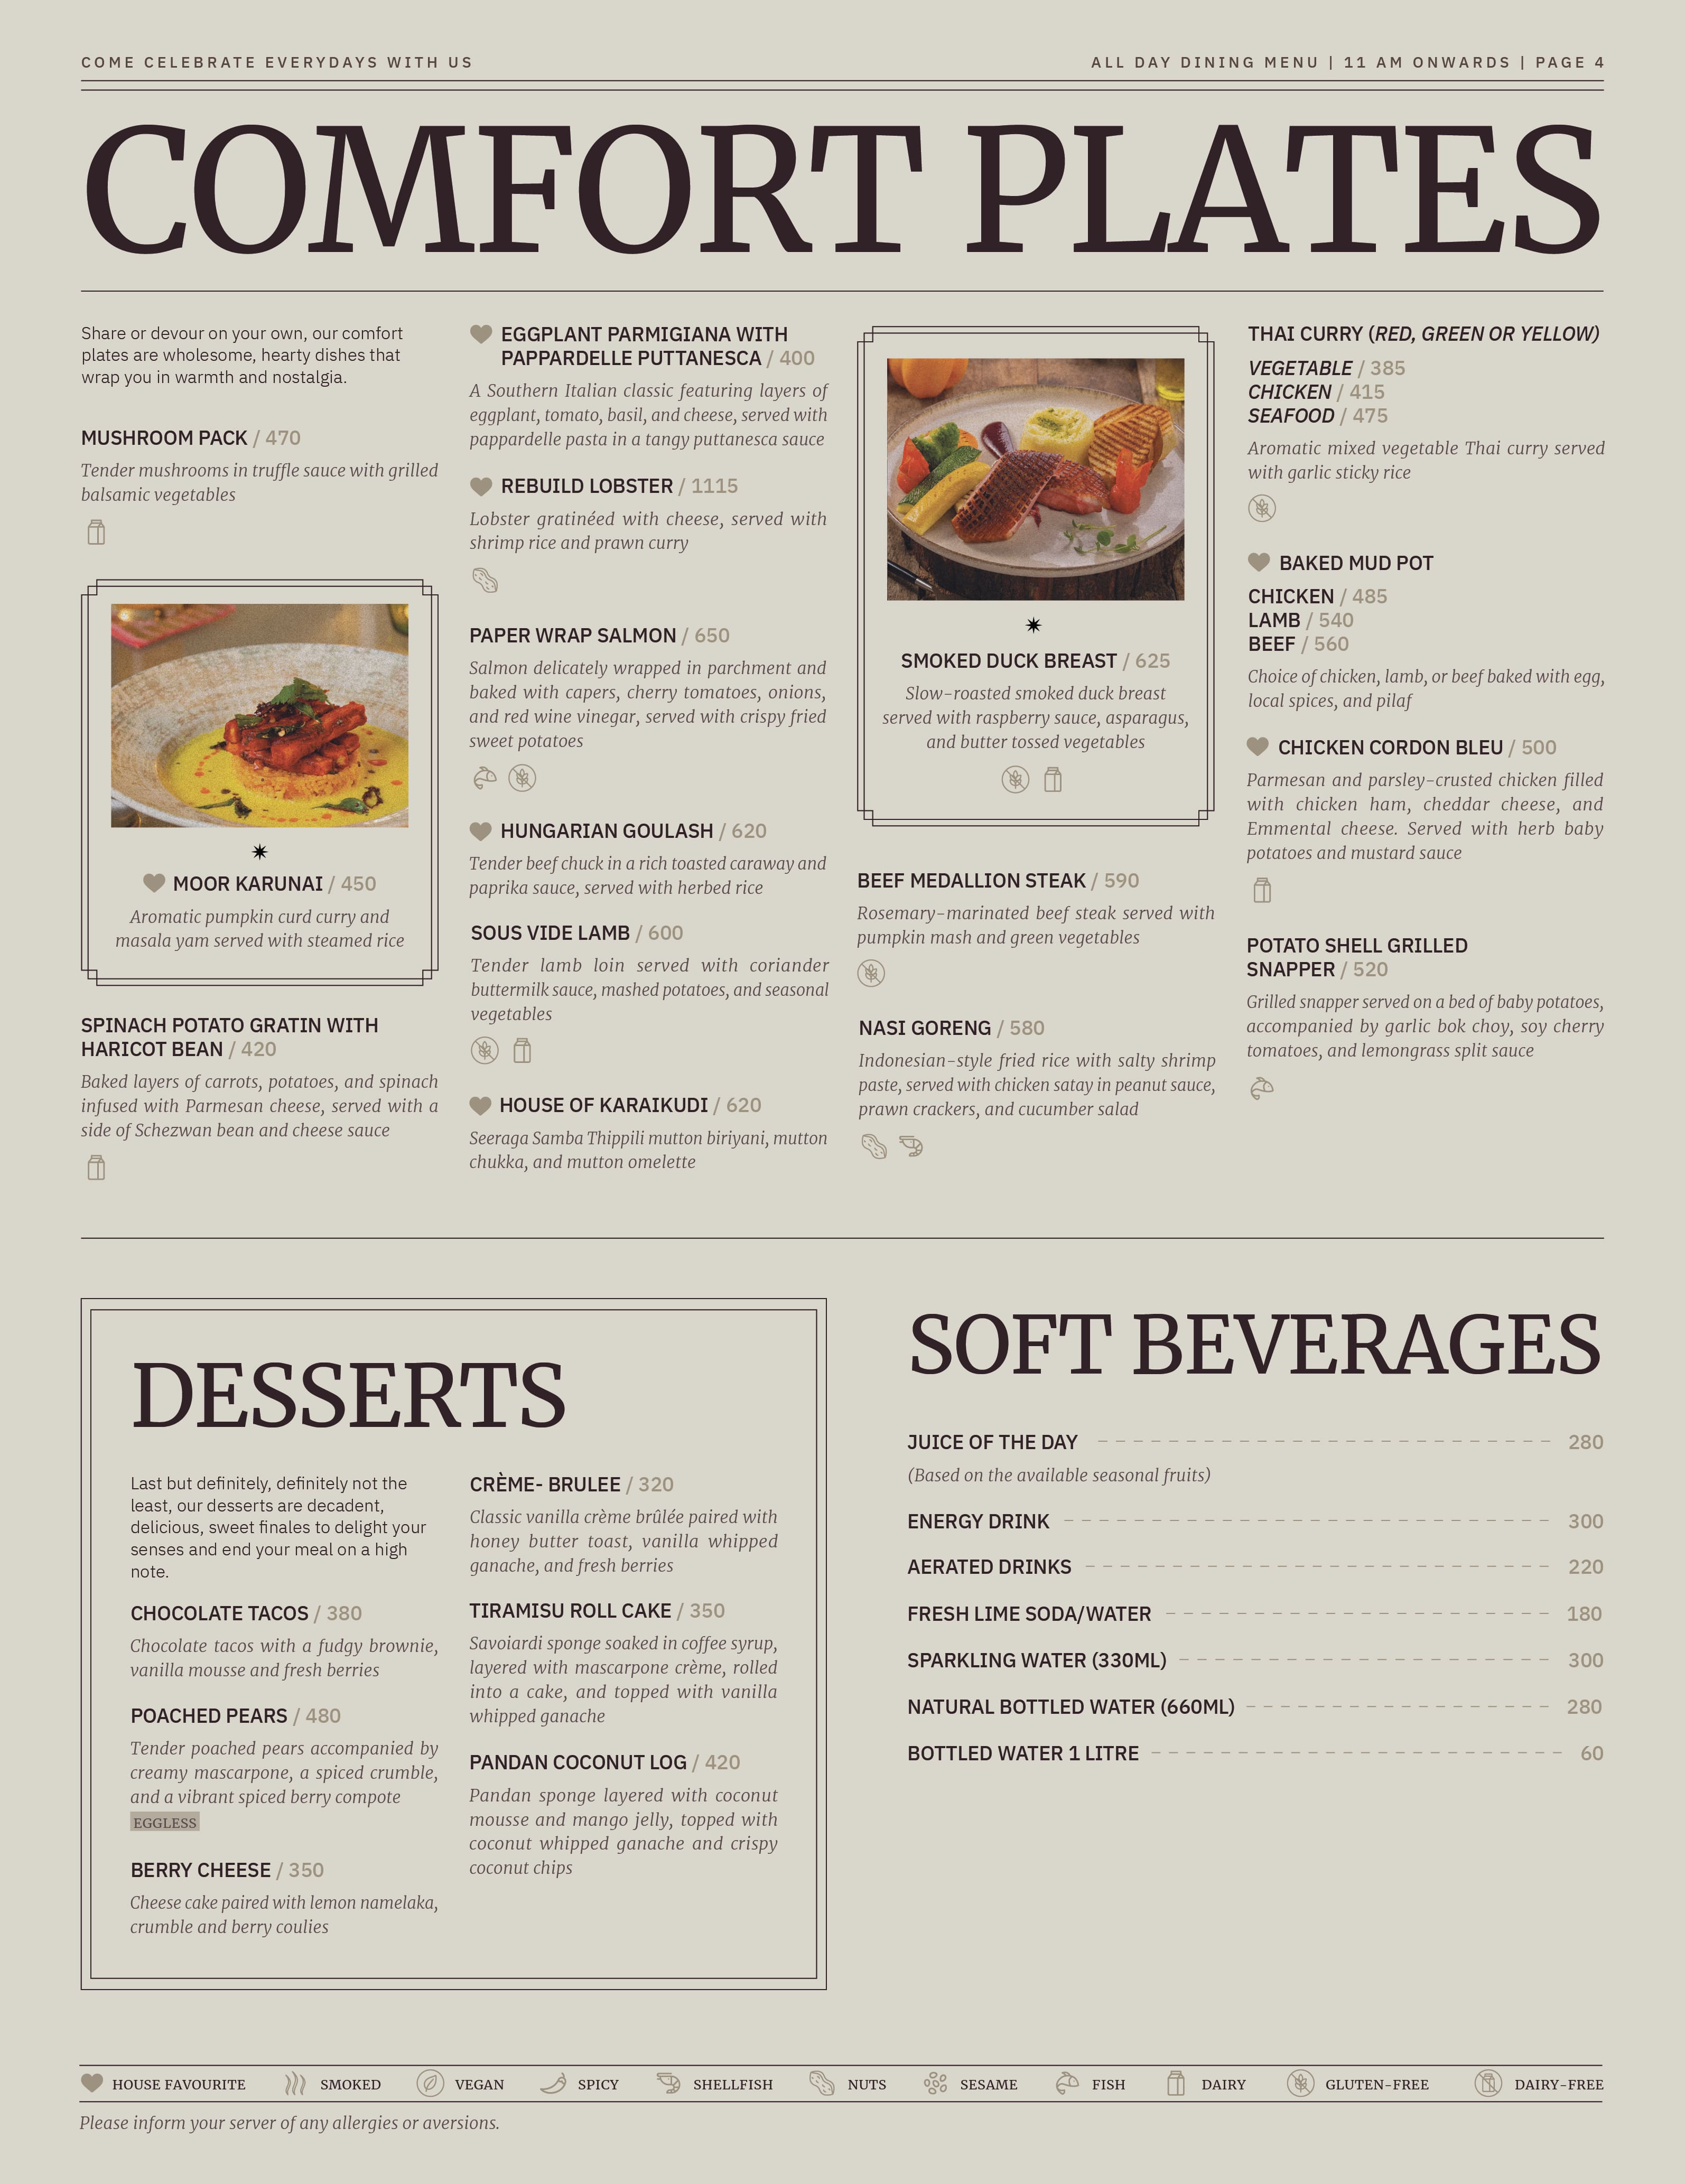 COME CELEBRATE EVERYDAYS WITH US
ALL DAY DINING MENU | 11 AM ONWARDS | PAGE 4
COMFORT PLATES
Share or devour on your own, our comfort
plates are wholesome, hearty dishes that
wrap you in warmth and nostalgia.
MUSHROOM PACK / 470
Tender mushrooms in truffle sauce with grilled
balsamic vegetables
MOOR KARUNAI / 450
Aromatic pumpkin curd curry and
masala yam served with steamed rice
SPINACH POTATO GRATIN WITH
HARICOT BEAN / 420
Baked layers of carrots, potatoes, and spinach
infused with Parmesan cheese, served with a
side of Schezwan bean and cheese sauce
EGGPLANT PARMIGIANA WITH
PAPPARDELLE PUTTANESCA / 400
A Southern Italian classic featuring layers of
eggplant, tomato, basil, and cheese, served with
pappardelle pasta in a tangy puttanesca sauce
REBUILD LOBSTER / 1115
Lobster gratinéed with cheese, served with
shrimp rice and prawn curry
PAPER WRAP SALMON / 650
Salmon delicately wrapped in parchment and
baked with capers, cherry tomatoes, onions,
and red wine vinegar, served with crispy fried
sweet potatoes
HUNGARIAN GOULASH / 620
Tender beef chuck in a rich toasted caraway and
paprika sauce, served with herbed rice
SOUS VIDE LAMB / 600
Tender lamb loin served with coriander
buttermilk sauce, mashed potatoes, and seasonal
vegetables
HOUSE OF KARAIKUDI / 620
Seeraga Samba Thippili mutton biriyani, mutton
chukka, and mutton omelette
SMOKED DUCK BREAST / 625
Slow-roasted smoked duck breast
served with raspberry sauce, asparagus,
and butter tossed vegetables
BEEF MEDALLION STEAK / 590
Rosemary-marinated beef steak served with
pumpkin mash and green vegetables
NASI GORENG / 580
Indonesian-style fried rice with salty shrimp
paste, served with chicken satay in peanut sauce,
prawn crackers, and cucumber salad
THAI CURRY (RED, GREEN OR YELLOW)
VEGETABLE / 385
CHICKEN / 415
SEAFOOD / 475
Aromatic mixed vegetable Thai curry served
with garlic sticky rice
BAKED MUD POT
CHICKEN / 485
LAMB / 540
BEEF / 560
Choice of chicken, lamb, or beef baked with egg,
local spices, and pilaf
CHICKEN CORDON BLEU / 500
Parmesan and parsley-crusted chicken filled
with chicken ham, cheddar cheese, and
Emmental cheese. Served with herb baby
potatoes and mustard sauce
POTATO SHELL GRILLED
SNAPPER / 520
Grilled snapper served on a bed of baby potatoes,
accompanied by garlic bok choy, soy cherry
tomatoes, and lemongrass split sauce
DESSERTS
Last but definitely, definitely not the
least, our desserts are decadent,
delicious, sweet finales to delight your
senses and end your meal on a high
note.
CHOCOLATE TACOS / 380
Chocolate tacos with a fudgy brownie,
vanilla mousse and fresh berries
POACHED PEARS / 480
Tender poached pears accompanied by
creamy mascarpone, a spiced crumble,
and a vibrant spiced berry compote
EGGLESS
BERRY CHEESE / 350
Cheese cake paired with lemon namelaka,
crumble and berry coulies
CRÈME- BRULEE / 320
Classic vanilla crème brûlée paired with
honey butter toast, vanilla whipped
ganache, and fresh berries
TIRAMISU ROLL CAKE / 350
Savoiardi sponge soaked in coffee syrup,
layered with mascarpone crème, rolled
into a cake, and topped with vanilla
whipped ganache
PANDAN COCONUT LOG / 420
Pandan sponge layered with coconut
mousse and mango jelly, topped with
coconut whipped ganache and crispy
coconut chips
SOFT BEVERAGES
JUICE OF THE DAY 280
(Based on the available seasonal fruits)
ENERGY DRINK 300
AERATED DRINKS 220
FRESH LIME SODA/WATER 180
SPARKLING WATER (330ML) 300
NATURAL BOTTLED WATER (660ML) 280
BOTTLED WATER 1 LITRE 60
HOUSE FAVOURITE SMOKED VEGAN SPICY SHELLFISH NUTS SESAME FISH DAIRY GLUTEN-FREE DAIRY-FREE
Please inform your server of any allergies or aversions.